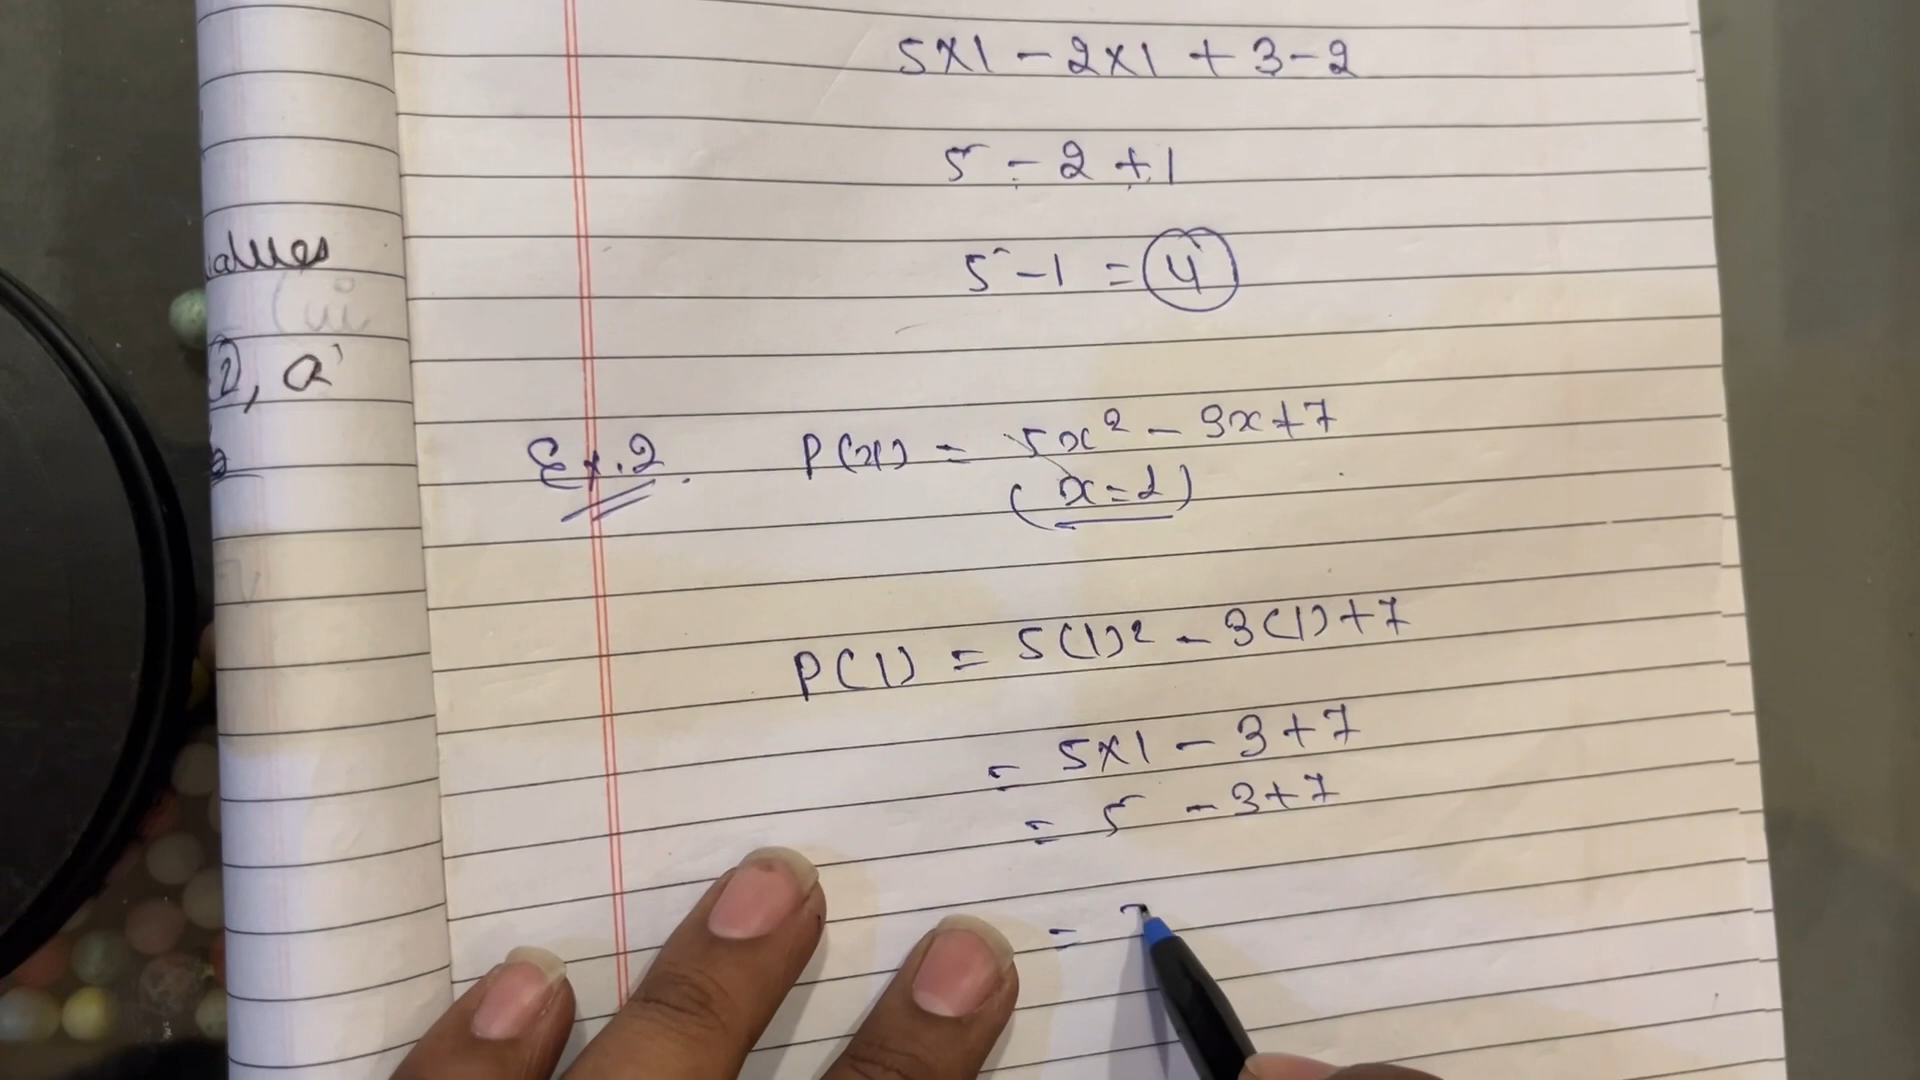 5×1 - 2×1 + 3-2
5 - 2 + 1
5 -1 = 4
values
2, a
Ex.2. P(x) = 5x² - 3x+7
(x=1)
P(1) = 5(1)² - 3(1)+7
= 5×1 - 3+7
= 5 - 3+7
=